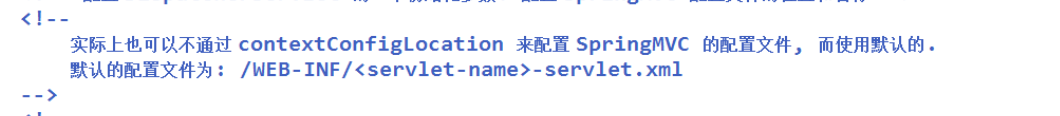 <!--
实际上也可以不通过 contextConfigLocation 来配置 SpringMVC 的配置文件, 而使用默认的.
默认的配置文件为: /WEB-INF/<servlet-name>-servlet.xml
-->